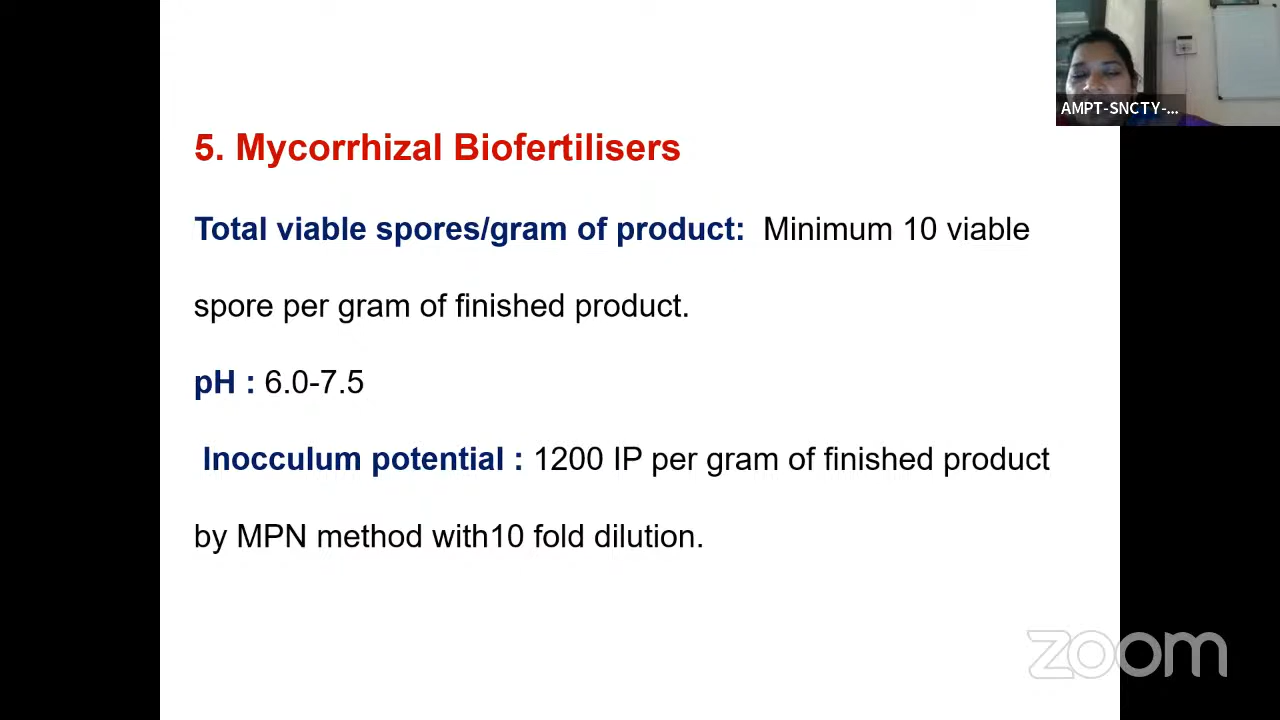 AMPT-SNCTY-...
5. Mycorrhizal Biofertilisers
Total viable spores/gram of product: Minimum 10 viable
spore per gram of finished product.
pH : 6.0-7.5
Inocculum potential : 1200 IP per gram of finished product
by MPN method with10 fold dilution.
zoom